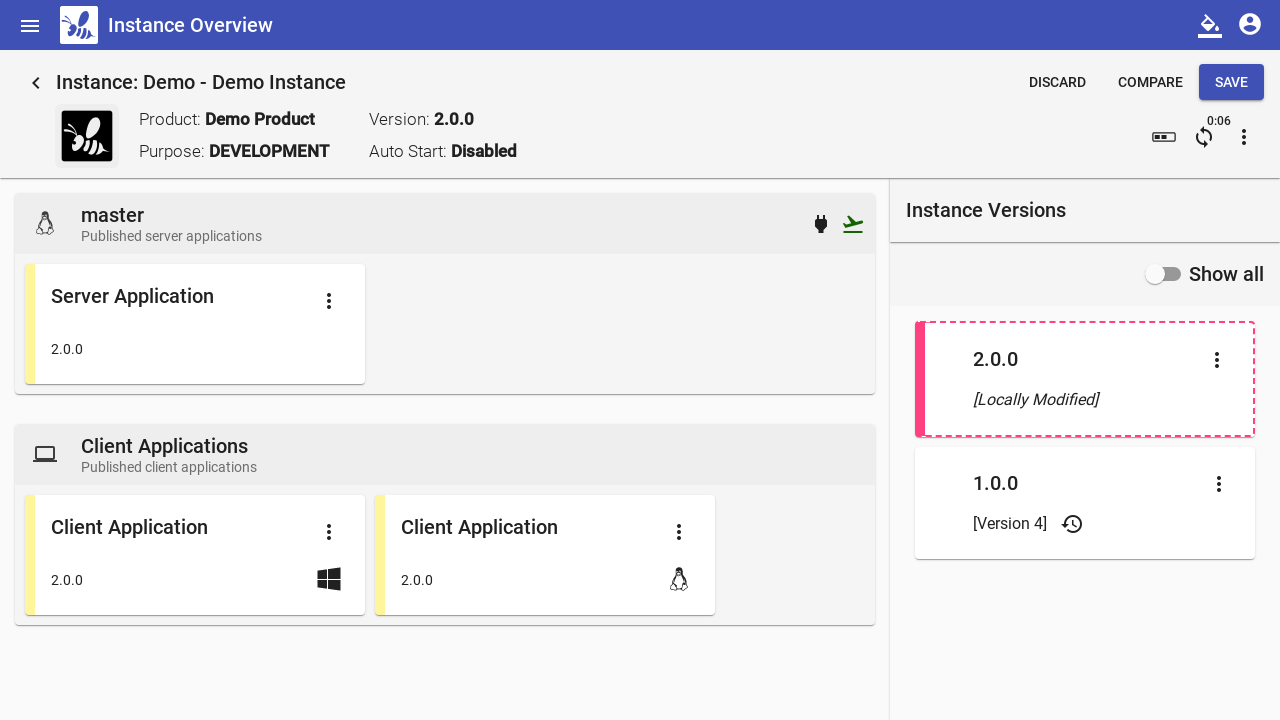 Instance Overview
Instance: Demo - Demo Instance
DISCARD
COMPARE
SAVE
Product: Demo Product
Version: 2.0.0
Purpose: DEVELOPMENT
Auto Start: Disabled
0:06
master
Published server applications
Server Application
2.0.0
Client Applications
Published client applications
Client Application
2.0.0
Client Application
2.0.0
Instance Versions
Show all
2.0.0
[Locally Modified]
1.0.0
[Version 4]